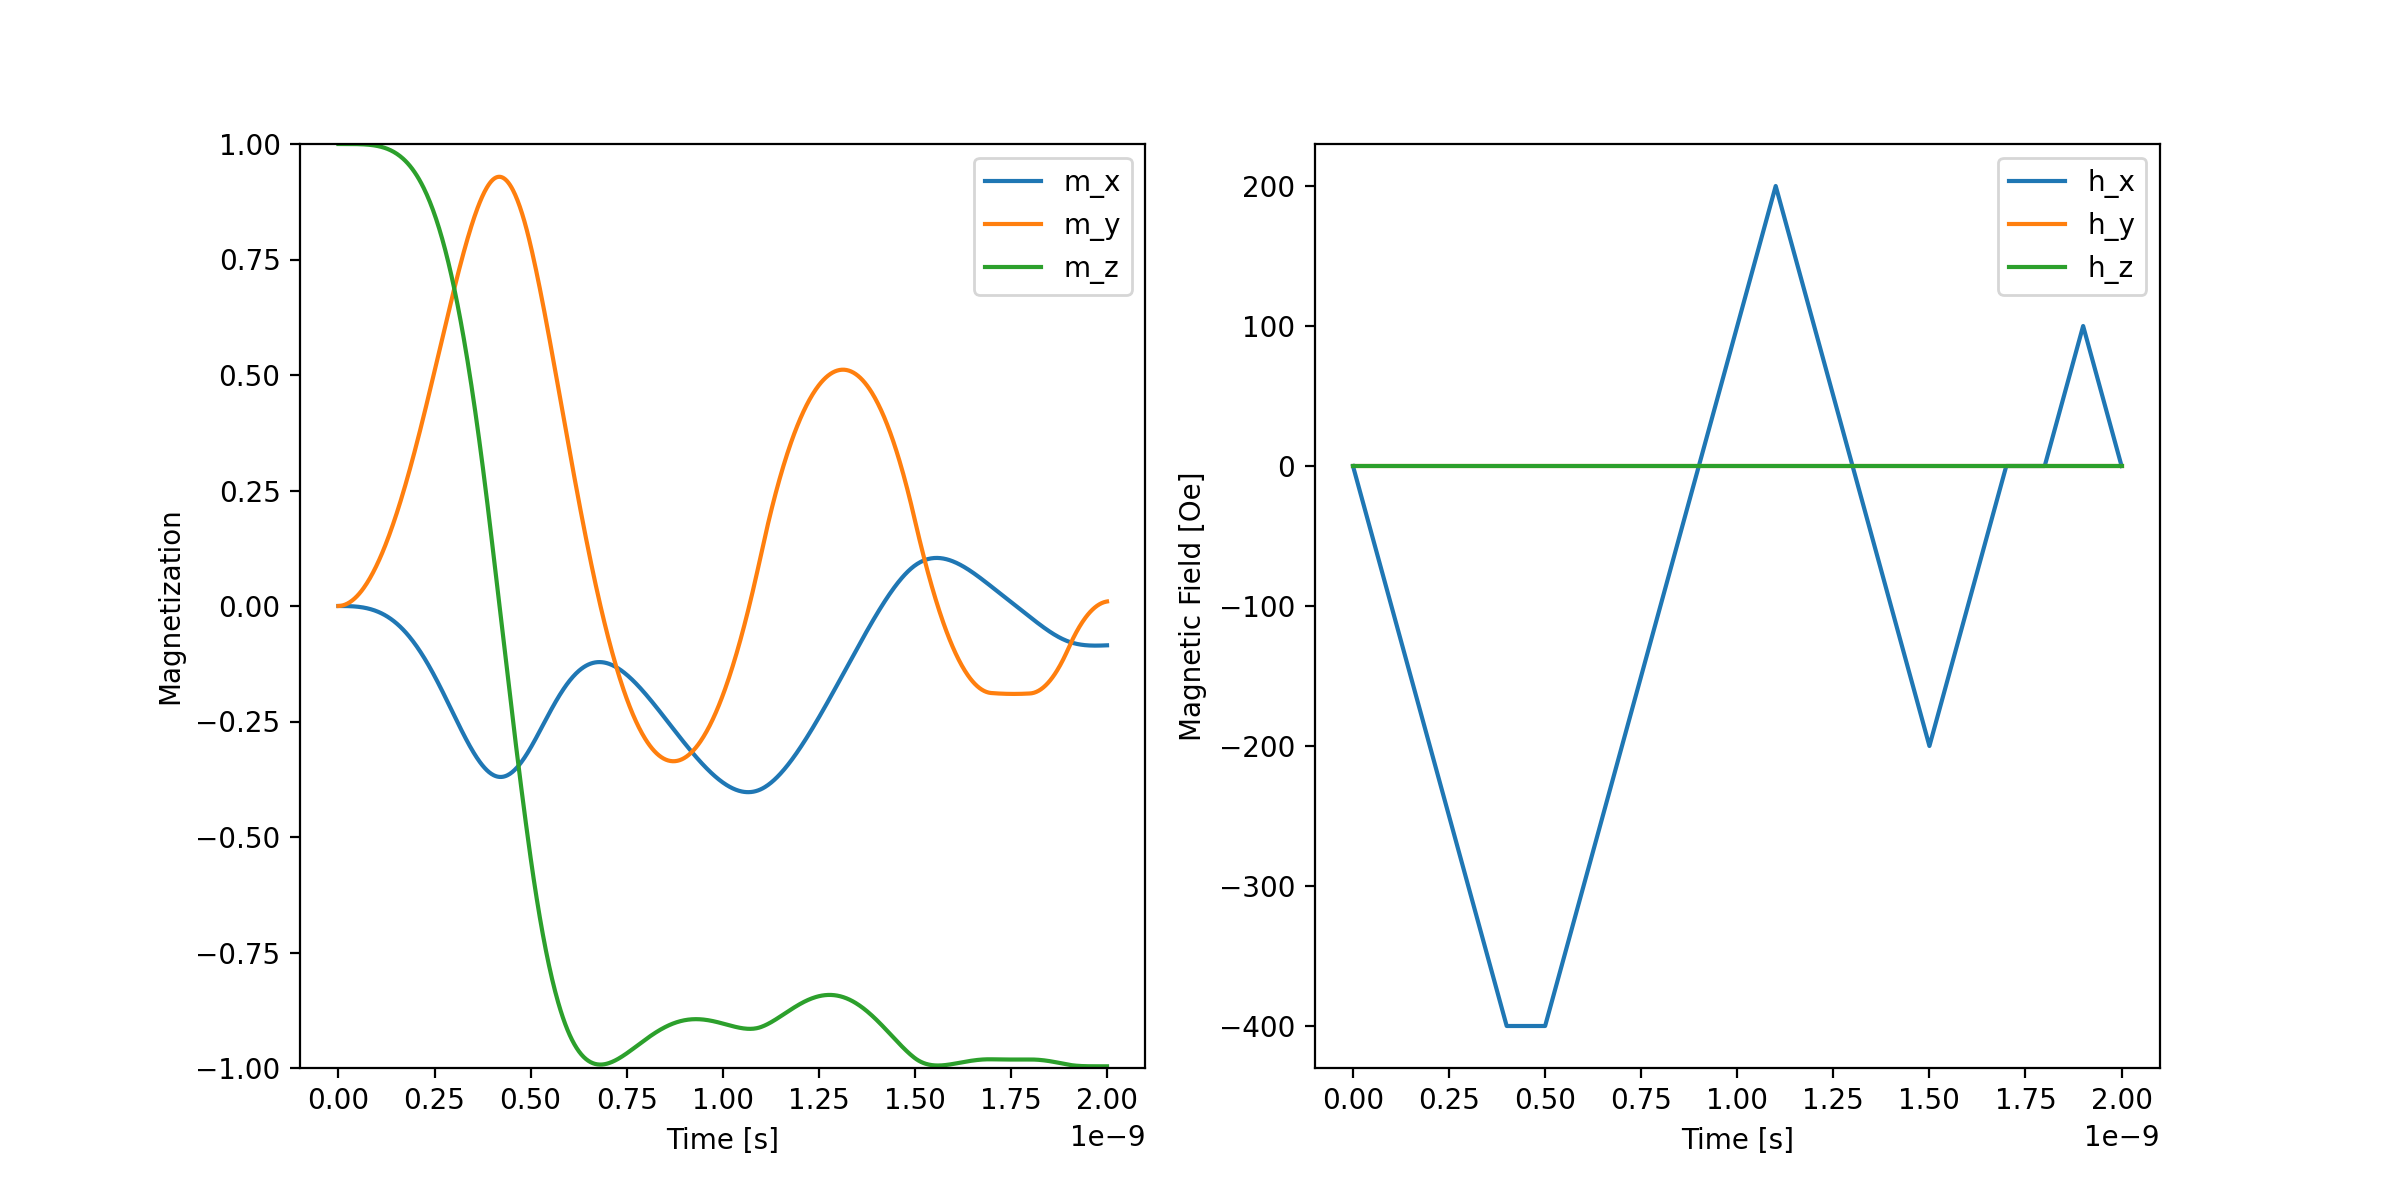 1.00
0.75
0.50
0.25
0.00
−0.25
−0.50
−0.75
−1.00
Magnetization
m_x
m_y
m_z
0.00 0.25 0.50 0.75 1.00 1.25 1.50 1.75 2.00
Time [s]
1e−9
200
100
0
−100
−200
−300
−400
Magnetic Field [Oe]
h_x
h_y
h_z
0.00 0.25 0.50 0.75 1.00 1.25 1.50 1.75 2.00
Time [s]
1e−9